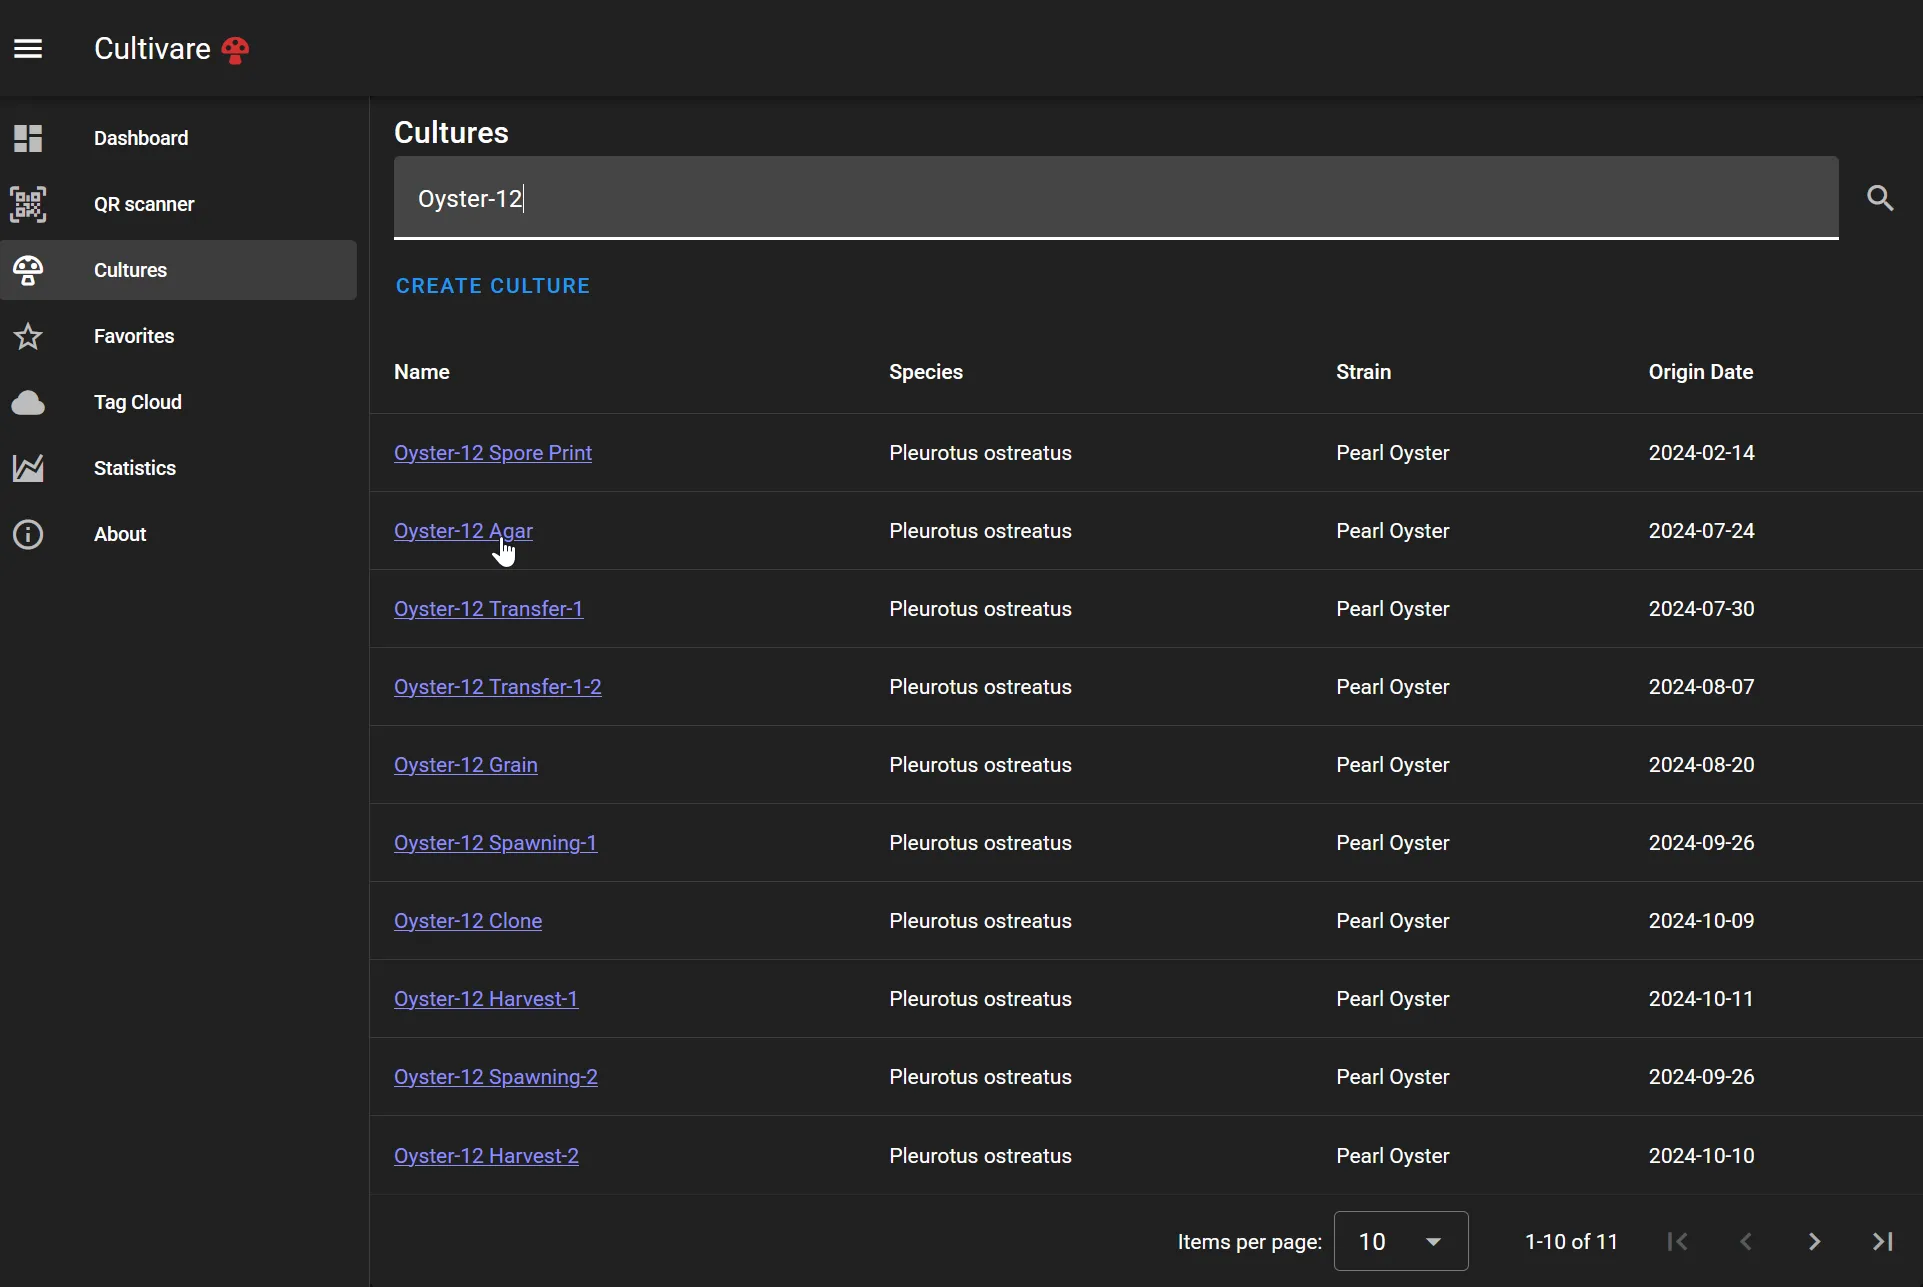 Cultivare
Dashboard
QR scanner
Cultures
Favorites
Tag Cloud
Statistics
About
Cultures
Oyster-12
CREATE CULTURE
Name Species Strain Origin Date
Oyster-12 Spore Print Pleurotus ostreatus Pearl Oyster 2024-02-14
Oyster-12 Agar Pleurotus ostreatus Pearl Oyster 2024-07-24
Oyster-12 Transfer-1 Pleurotus ostreatus Pearl Oyster 2024-07-30
Oyster-12 Transfer-1-2 Pleurotus ostreatus Pearl Oyster 2024-08-07
Oyster-12 Grain Pleurotus ostreatus Pearl Oyster 2024-08-20
Oyster-12 Spawning-1 Pleurotus ostreatus Pearl Oyster 2024-09-26
Oyster-12 Clone Pleurotus ostreatus Pearl Oyster 2024-10-09
Oyster-12 Harvest-1 Pleurotus ostreatus Pearl Oyster 2024-10-11
Oyster-12 Spawning-2 Pleurotus ostreatus Pearl Oyster 2024-09-26
Oyster-12 Harvest-2 Pleurotus ostreatus Pearl Oyster 2024-10-10
Items per page: 10 1-10 of 11